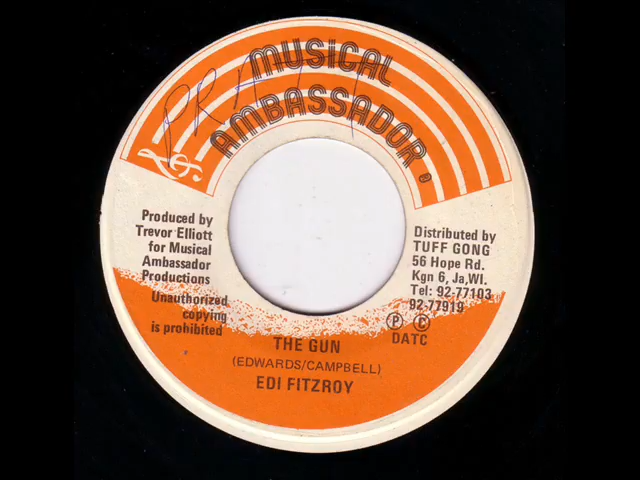 MUSICAL
AMBASSADOR
Produced by
Trevor Elliott
for Musical
Ambassador
Productions
Unauthorized
copying
is prohibited
Distributed by
TUFF GONG
56 Hope Rd.
Kgn 6, Ja,WI.
Tel: 92-77103
92-77919
Ⓟ ©
DATC
THE GUN
(EDWARDS/CAMPBELL)
EDI FITZROY